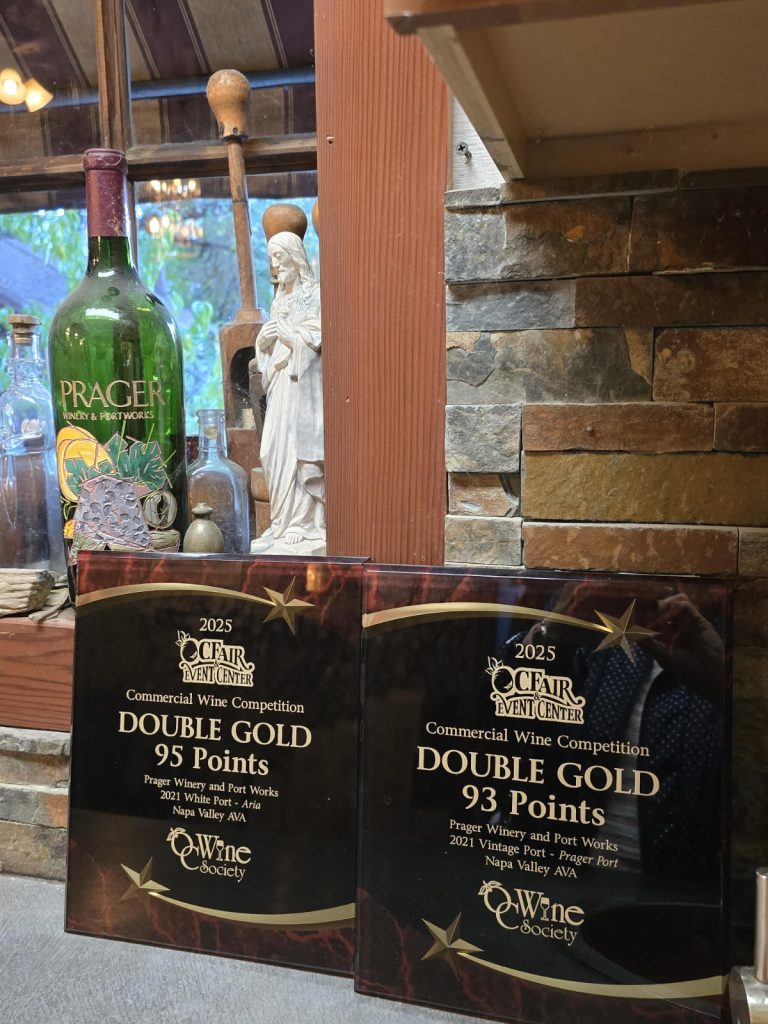 PRAGER
WINERY & PORTWORKS
2025
OC FAIR
& EVENT CENTER
Commercial Wine Competition
DOUBLE GOLD
95 Points
Prager Winery and Port Works
2021 White Port - Aria
Napa Valley AVA
OC Wine
Society
2025
OC FAIR
& EVENT CENTER
Commercial Wine Competition
DOUBLE GOLD
93 Points
Prager Winery and Port Works
2021 Vintage Port - Prager Port
Napa Valley AVA
OC Wine
Society